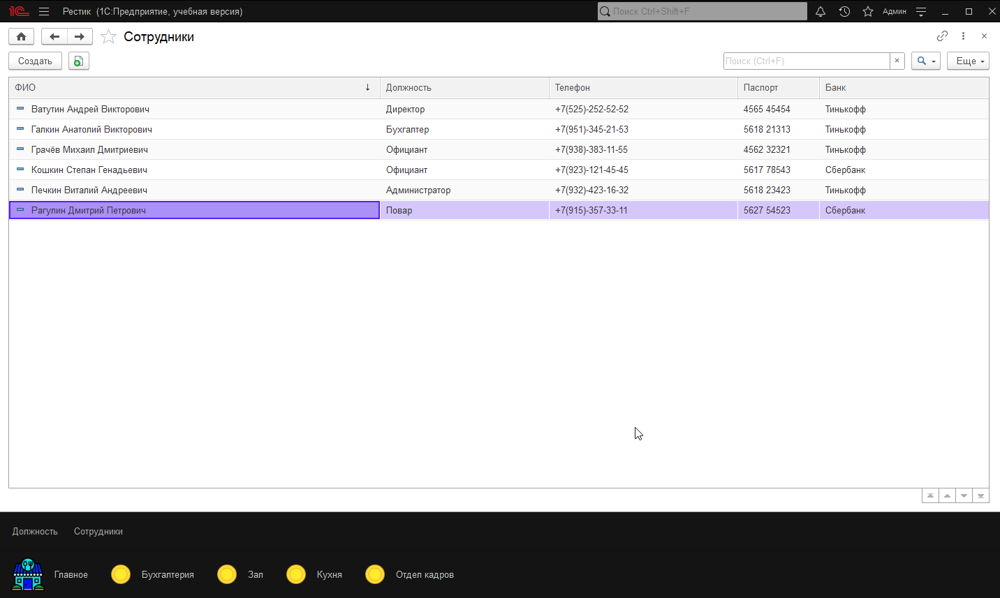 1С Рестик (1С:Предприятие, учебная версия) Поиск Ctrl+Shift+F Админ
Сотрудники
Создать Поиск (Ctrl+F) × Еще
ФИО ↓ Должность Телефон Паспорт Банк
Ватутин Андрей Викторович Директор +7(525)-252-52-52 4565 45454 Тинькофф
Галкин Анатолий Викторович Бухгалтер +7(951)-345-21-53 5618 21313 Тинькофф
Грачёв Михаил Дмитриевич Официант +7(938)-383-11-55 4562 32321 Тинькофф
Кошкин Степан Генадьевич Официант +7(923)-121-45-45 5617 78543 Сбербанк
Печкин Виталий Андреевич Администратор +7(932)-423-16-32 5618 23423 Тинькофф
Рагулин Дмитрий Петрович Повар +7(915)-357-33-11 5627 54523 Сбербанк
Должность Сотрудники
Главное Бухгалтерия Зал Кухня Отдел кадров